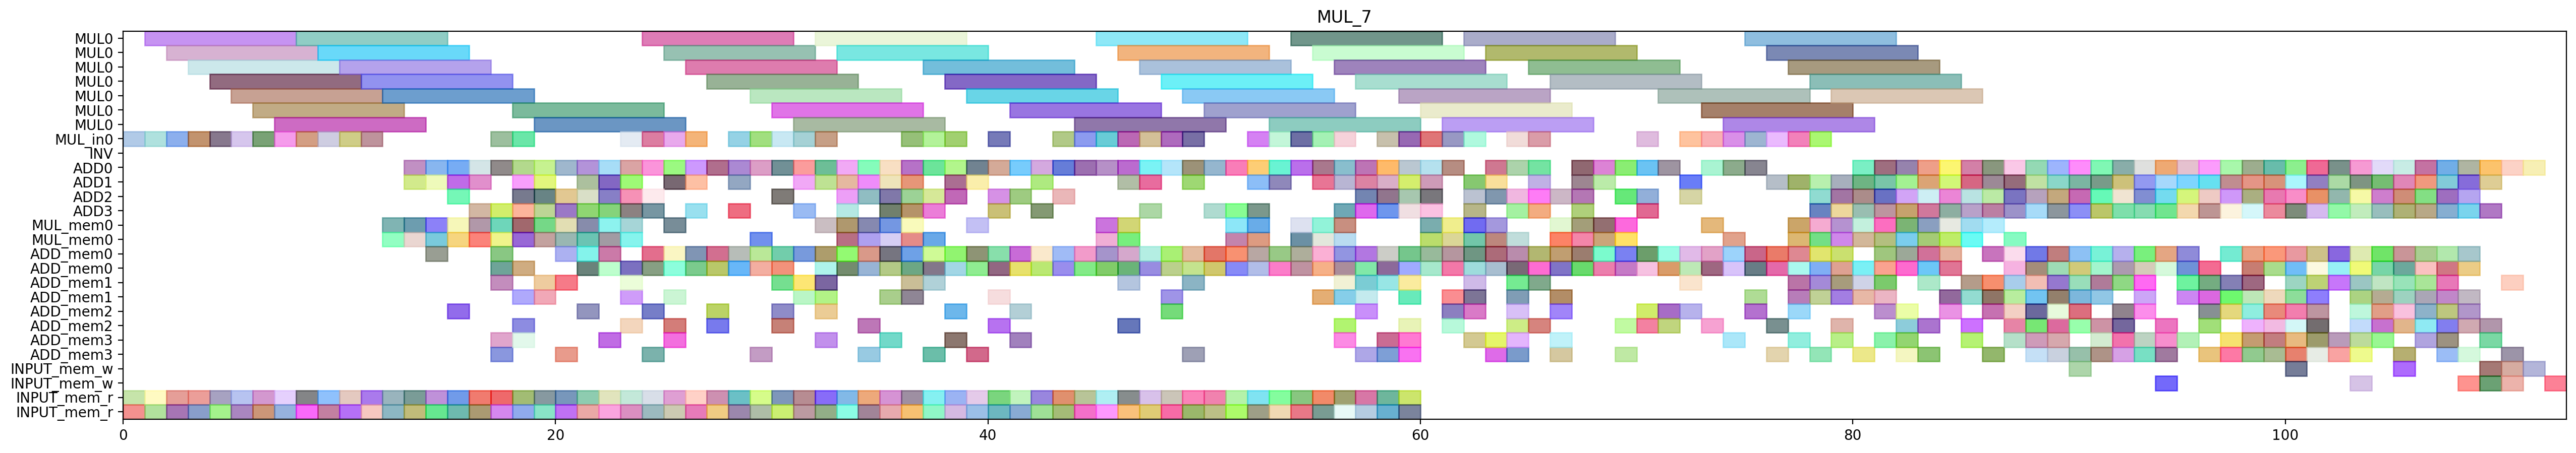 MUL_7
MUL0
MUL0
MUL0
MUL0
MUL0
MUL0
MUL0
MUL_in0
INV
ADD0
ADD1
ADD2
ADD3
MUL_mem0
MUL_mem0
ADD_mem0
ADD_mem0
ADD_mem1
ADD_mem1
ADD_mem2
ADD_mem2
ADD_mem3
ADD_mem3
INPUT_mem_w
INPUT_mem_w
INPUT_mem_r
INPUT_mem_r
0 20 40 60 80 100